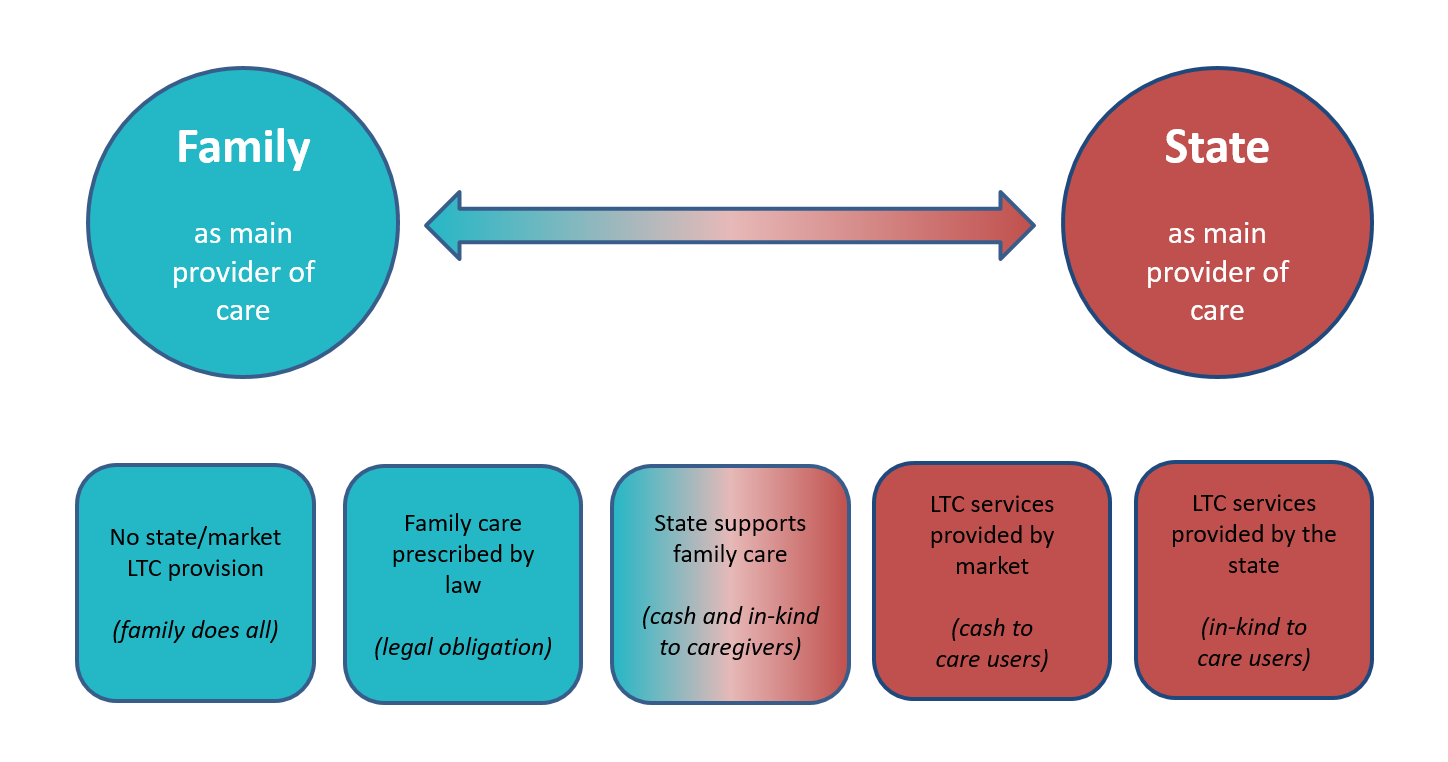 Family
as main
provider of
care
State
as main
provider of
care
No state/market
LTC provision
(family does all)
Family care
prescribed by
law
(legal obligation)
State supports
family care
(cash and in-kind
to caregivers)
LTC services
provided by
market
(cash to
care users)
LTC services
provided by the
state
(in-kind to
care users)